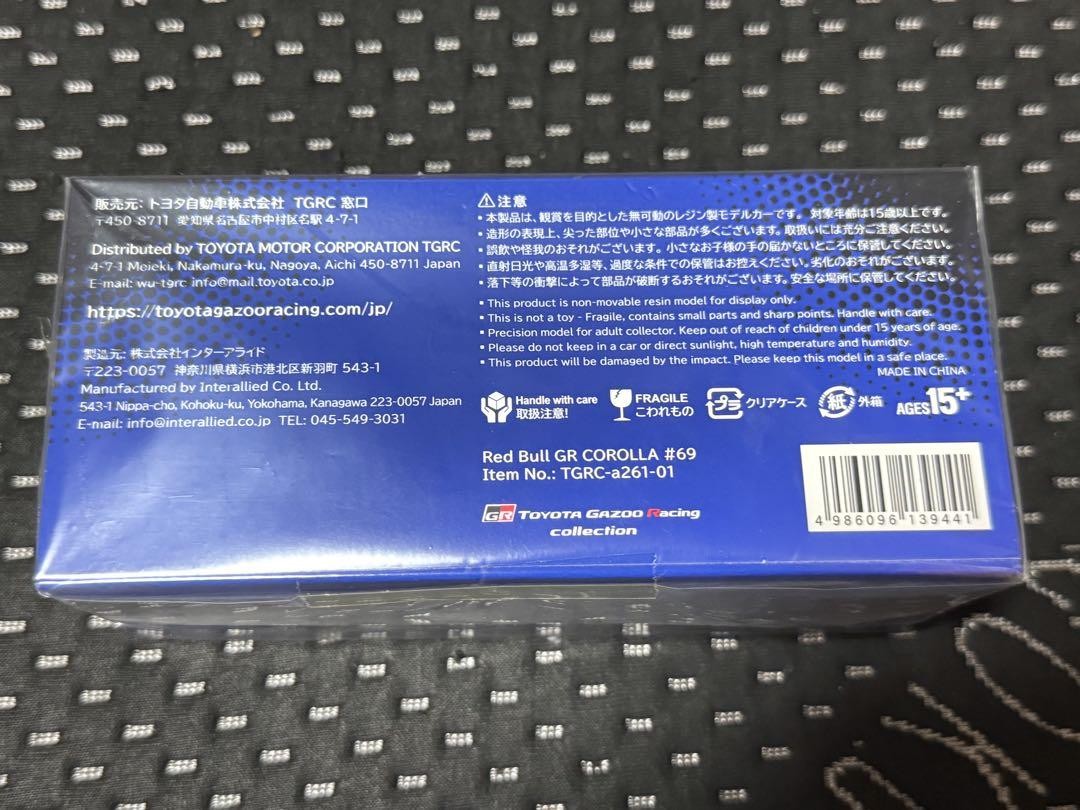 販売元: トヨタ自動車株式会社 TGRC 窓口
〒450-8711 愛知県名古屋市中村区名駅 4-7-1
Distributed by TOYOTA MOTOR CORPORATION TGRC
4-7-1 Meieki, Nakamura-ku, Nagoya, Aichi 450-8711 Japan
E-mail: wu-tgrc info@mail.toyota.co.jp
https://toyotagazooracing.com/jp/
製造元: 株式会社インターアライド
〒223-0057 神奈川県横浜市港北区新羽町 543-1
Manufactured by Interallied Co. Ltd.
543-1 Nippa-cho, Kohoku-ku, Yokohama, Kanagawa 223-0057 Japan
E-mail: info@interallied.co.jp TEL: 045-549-3031
⚠注意
・本製品は、観賞を目的とした無可動のレジン製モデルカーです。 対象年齢は15歳以上です。
・造形の表現上、尖った部位や小さな部品が多くございます。取扱いには充分ご注意ください。
・誤飲や怪我のおそれがございます。小さなお子様の手の届かないところに保管してください。
・直射日光や高温多湿等、過度な条件での保管はお控えください。劣化のおそれがございます。
・落下等の衝撃によって部品が破断するおそれがございます。安全な場所に保管してください。
• This product is non-movable resin model for display only.
• This is not a toy - Fragile, contains small parts and sharp points. Handle with care.
• Precision model for adult collector. Keep out of reach of children under 15 years of age.
• Please do not keep in a car or direct sunlight, high temperature and humidity.
• This product will be damaged by the impact. Please keep this model in a safe place.
MADE IN CHINA
Handle with care
取扱注意!
FRAGILE
こわれもの
プラ クリアケース
紙 外箱
AGES15+
Red Bull GR COROLLA #69
Item No.: TGRC-a261-01
GR TOYOTA GAZOO Racing
collection
4 986096 139441